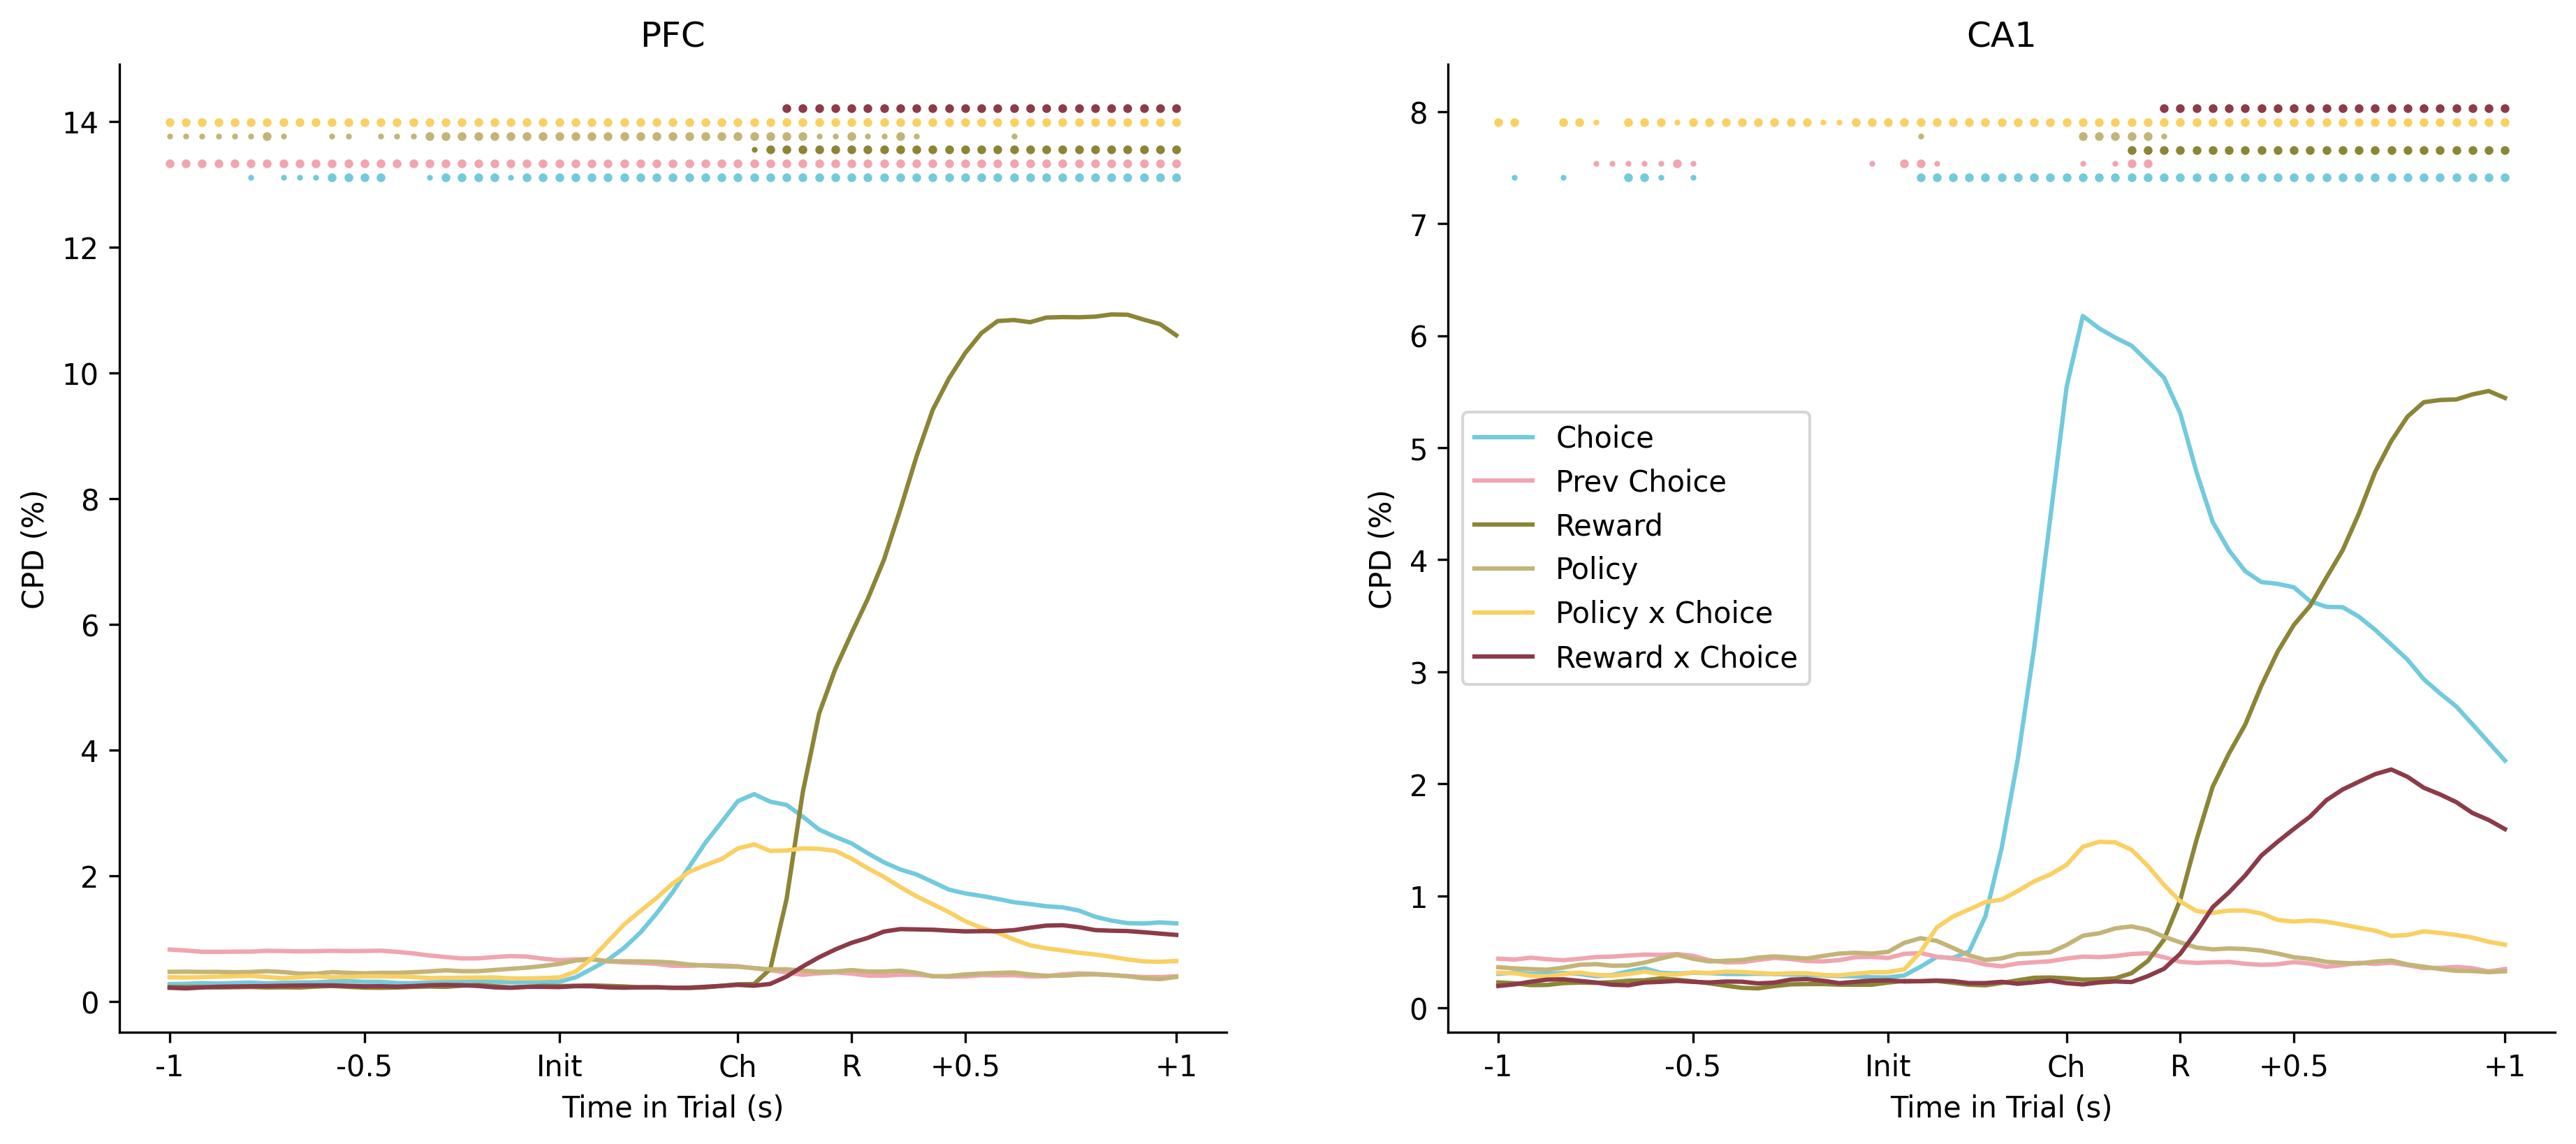 PFC
14
12
10
8
6
4
2
0
CPD (%)
-1
-0.5
Init
Ch
R
+0.5
+1
Time in Trial (s)
CA1
8
7
6
5
4
3
2
1
0
CPD (%)
Choice
Prev Choice
Reward
Policy
Policy x Choice
Reward x Choice
-1
-0.5
Init
Ch
R
+0.5
+1
Time in Trial (s)